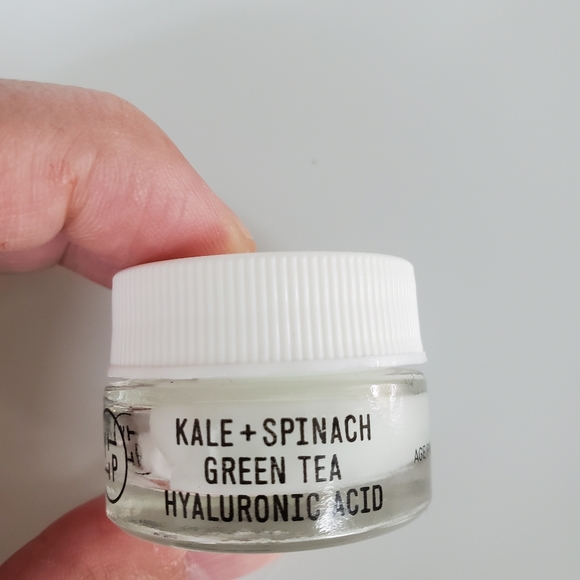 KALE + SPINACH
GREEN TEA
HYALURONIC ACID